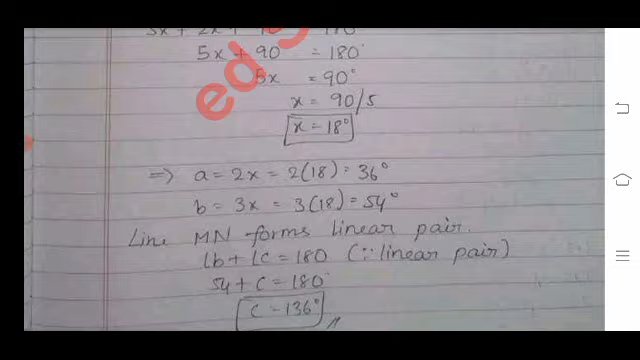 5x + 90 = 180°
5x = 90°
x = 90/5
x = 18°
⇒ a = 2x = 2(18) = 36°
b = 3x = 3(18) = 54°
Line MN forms linear pair.
∠b + ∠c = 180 (∵ linear pair)
54 + c = 180°
c = 136°